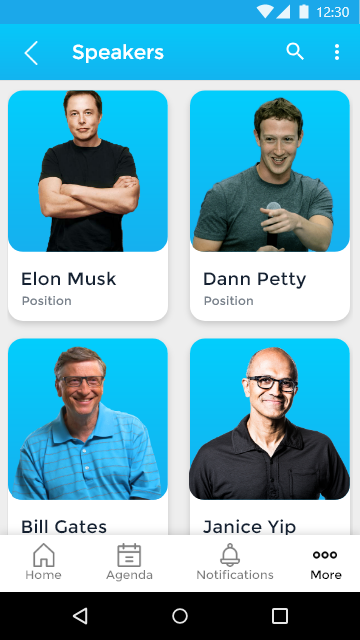 12:30
Speakers
Elon Musk
Position
Dann Petty
Position
Bill Gates
Janice Yip
Home
Agenda
Notifications
More